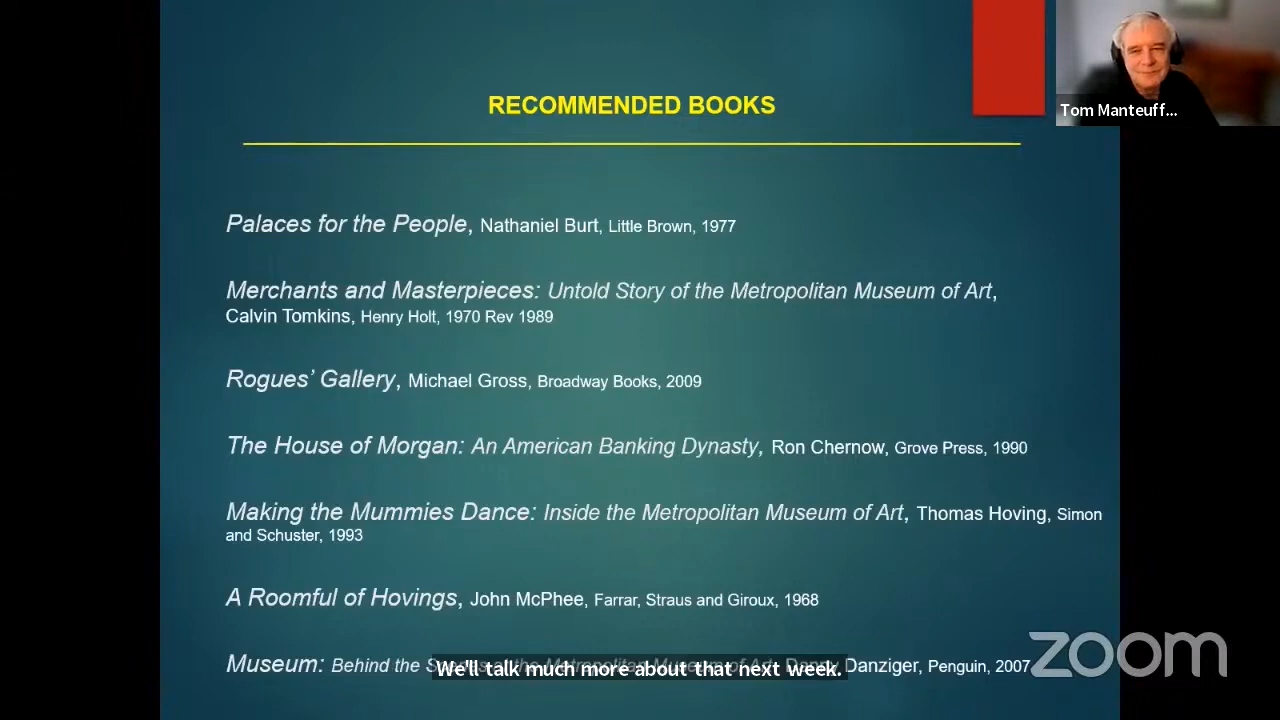 RECOMMENDED BOOKS
Tom Manteuff...
Palaces for the People, Nathaniel Burt, Little Brown, 1977
Merchants and Masterpieces: Untold Story of the Metropolitan Museum of Art,
Calvin Tomkins, Henry Holt, 1970 Rev 1989
Rogues’ Gallery, Michael Gross, Broadway Books, 2009
The House of Morgan: An American Banking Dynasty, Ron Chernow, Grove Press, 1990
Making the Mummies Dance: Inside the Metropolitan Museum of Art, Thomas Hoving, Simon
and Schuster, 1993
A Roomful of Hovings, John McPhee, Farrar, Straus and Giroux, 1968
Museum: Behind the Metropolitan Museum of Art, Danziger, Penguin, 2007
We'll talk much more about that next week.
zoom